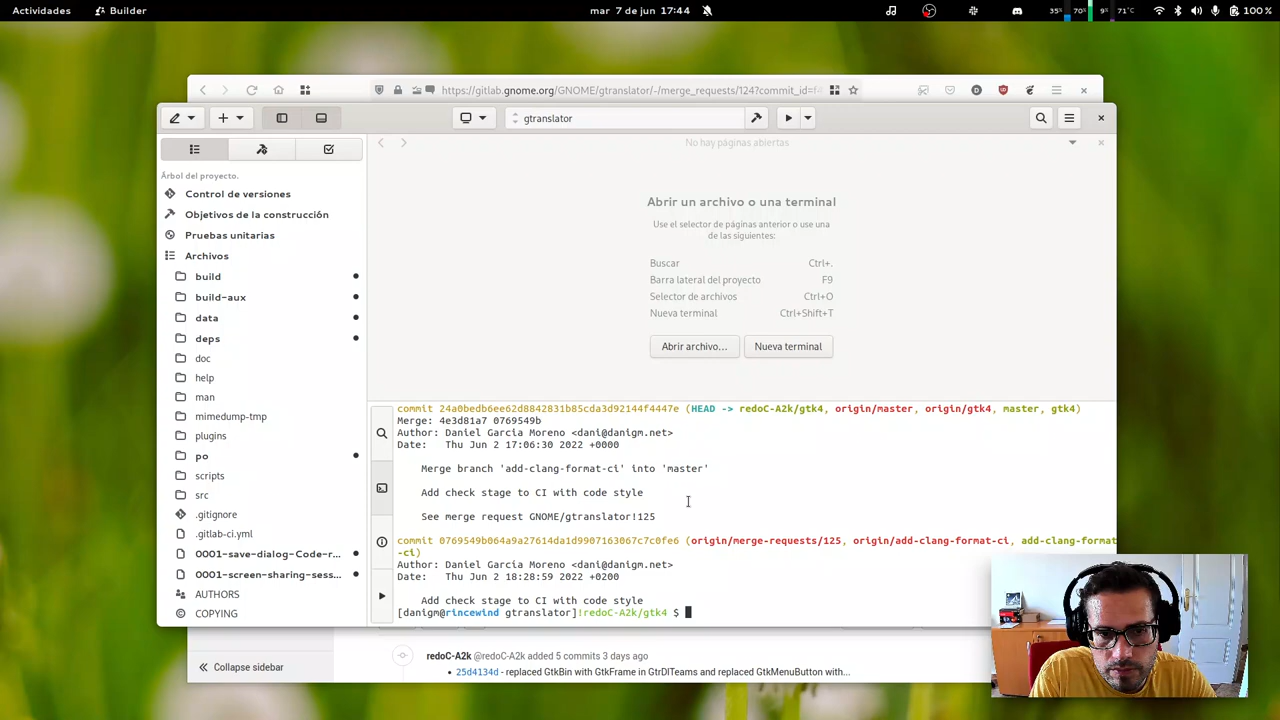 Actividades
Builder
mar 7 de jun 17:44
35%
70%
9%
71°C
100 %
https://gitlab.gnome.org/GNOME/gtranslator/-/merge_requests/124?commit_id=f
gtranslator
No hay páginas abiertas
Árbol del proyecto.
Control de versiones
Objetivos de la construcción
Pruebas unitarias
Archivos
build
build-aux
data
deps
doc
help
man
mimedump-tmp
plugins
po
scripts
src
.gitignore
.gitlab-ci.yml
0001-save-dialog-Code-r...
0001-screen-sharing-sess...
AUTHORS
COPYING
Abrir un archivo o una terminal
Use el selector de páginas anterior o use una
de las siguientes:
Buscar Ctrl+.
Barra lateral del proyecto F9
Selector de archivos Ctrl+O
Nueva terminal Ctrl+Shift+T
Abrir archivo...
Nueva terminal
commit 24a0bedb6ee62d8842831b85cda3d92144f4447e (HEAD -> redoC-A2k/gtk4, origin/master, origin/gtk4, master, gtk4)
Merge: 4e3d81a7 0769549b
Author: Daniel García Moreno <dani@danigm.net>
Date: Thu Jun 2 17:06:30 2022 +0000
Merge branch 'add-clang-format-ci' into 'master'
Add check stage to CI with code style
See merge request GNOME/gtranslator!125
commit 0769549b064a9a27614da1d9907163067c7c0fe6 (origin/merge-requests/125, origin/add-clang-format-ci, add-clang-format
-ci)
Author: Daniel García Moreno <dani@danigm.net>
Date: Thu Jun 2 18:28:59 2022 +0200
Add check stage to CI with code style
[danigm@rincewind gtranslator]!redoC-A2k/gtk4 $
Collapse sidebar
redoC-A2k @redoC-A2k added 5 commits 3 days ago
25d4134d - replaced GtkBin with GtkFrame in GtrDlTeams and replaced GtkMenuButton with...